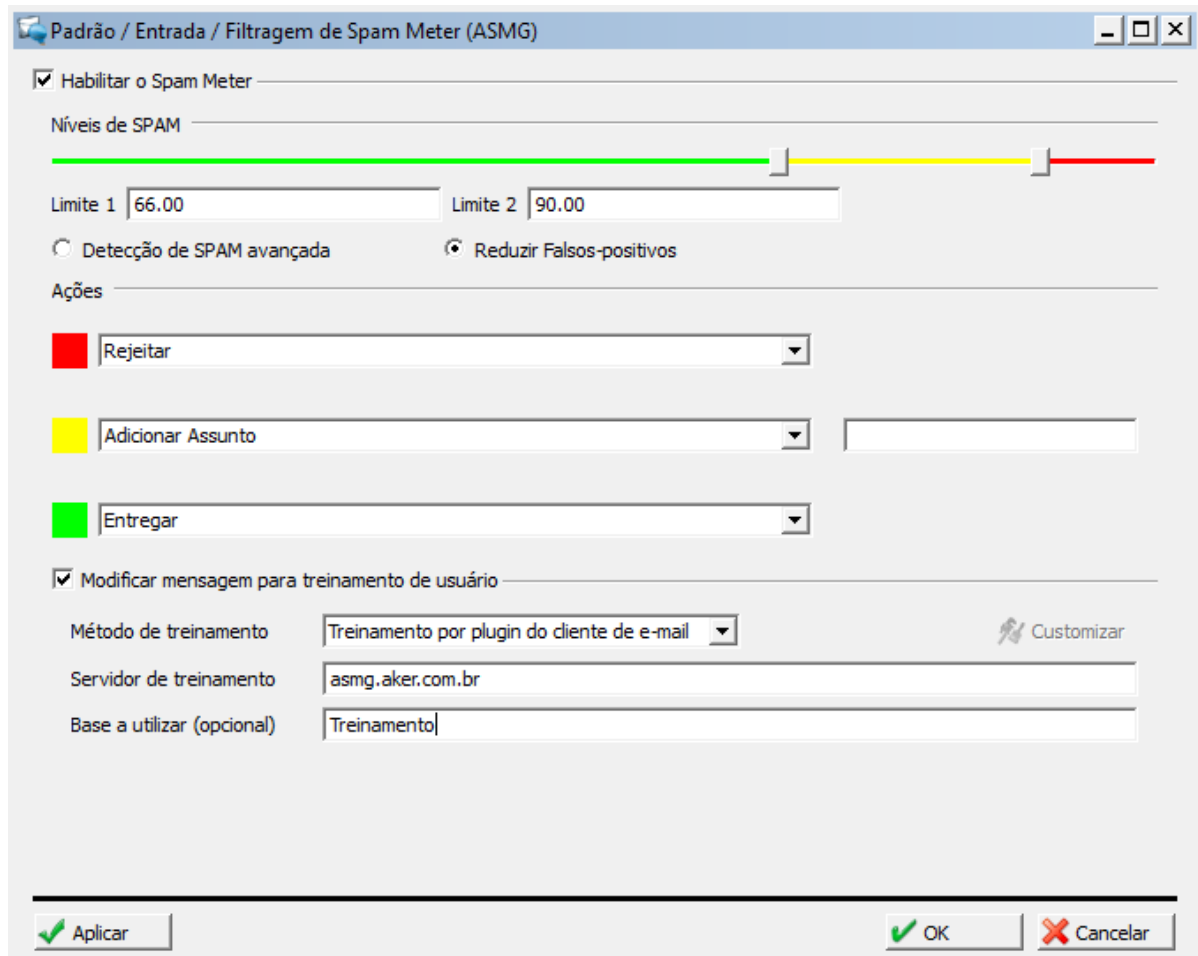 Padrão / Entrada / Filtragem de Spam Meter (ASMG)
Habilitar o Spam Meter
Níveis de SPAM
Limite 1 66.00 Limite 2 90.00
Detecção de SPAM avançada Reduzir Falsos-positivos
Ações
Rejeitar
Adicionar Assunto
Entregar
Modificar mensagem para treinamento de usuário
Método de treinamento Treinamento por plugin do cliente de e-mail Customizar
Servidor de treinamento asmg.aker.com.br
Base a utilizar (opcional) Treinamento
Aplicar OK Cancelar